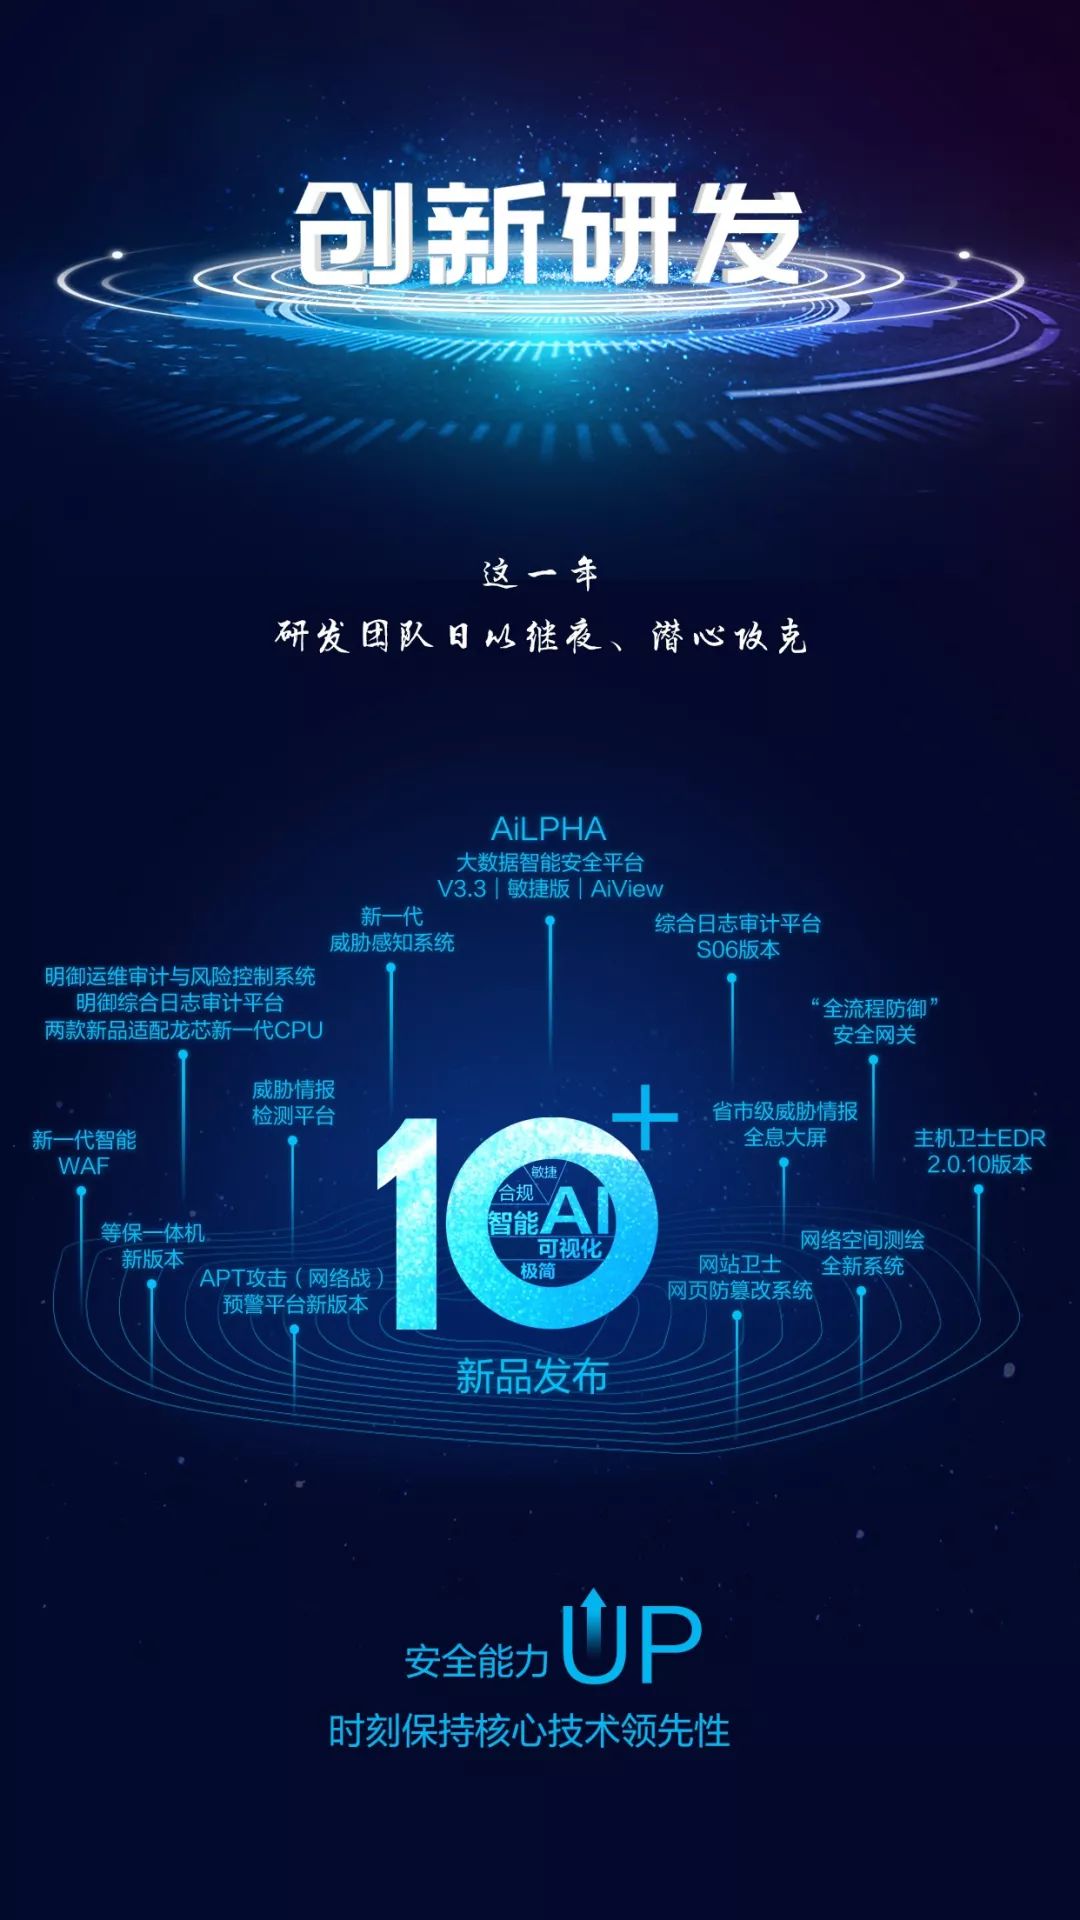 创新研发
这一年
研发团队日以继夜、潜心攻克
AiLPHA
大数据智能安全平台
V3.3｜敏捷版｜AiView
新一代
威胁感知系统
综合日志审计平台
S06版本
明御运维审计与风险控制系统
明御综合日志审计平台
两款新品适配龙芯新一代CPU
“全流程防御”
安全网关
威胁情报
检测平台
省市级威胁情报
全息大屏
新一代智能
WAF
主机卫士EDR
2.0.10版本
等保一体机
新版本
APT攻击（网络战）
预警平台新版本
10+
敏捷
合规
智能
AI
可视化
极简
网站卫士
网页防篡改系统
网络空间测绘
全新系统
新品发布
安全能力UP
时刻保持核心技术领先性